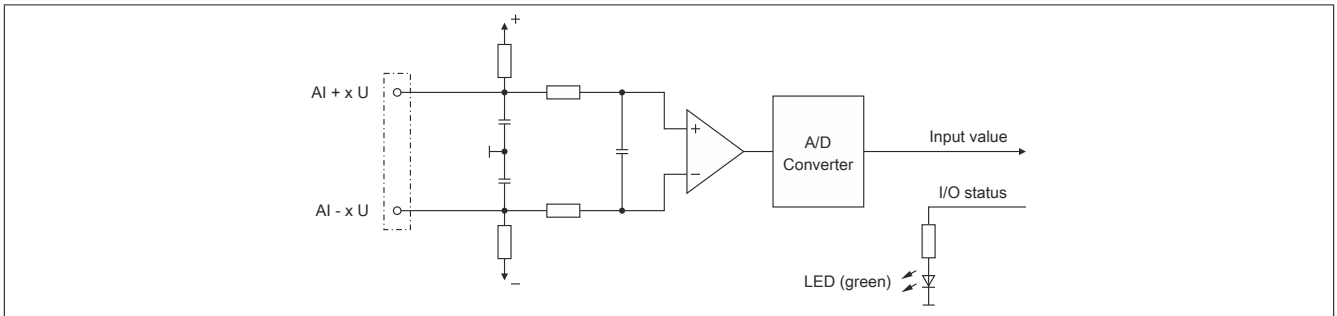 +
AI + x U
+
A/D
Converter
Input value
−
AI - x U
I/O status
−
LED (green)